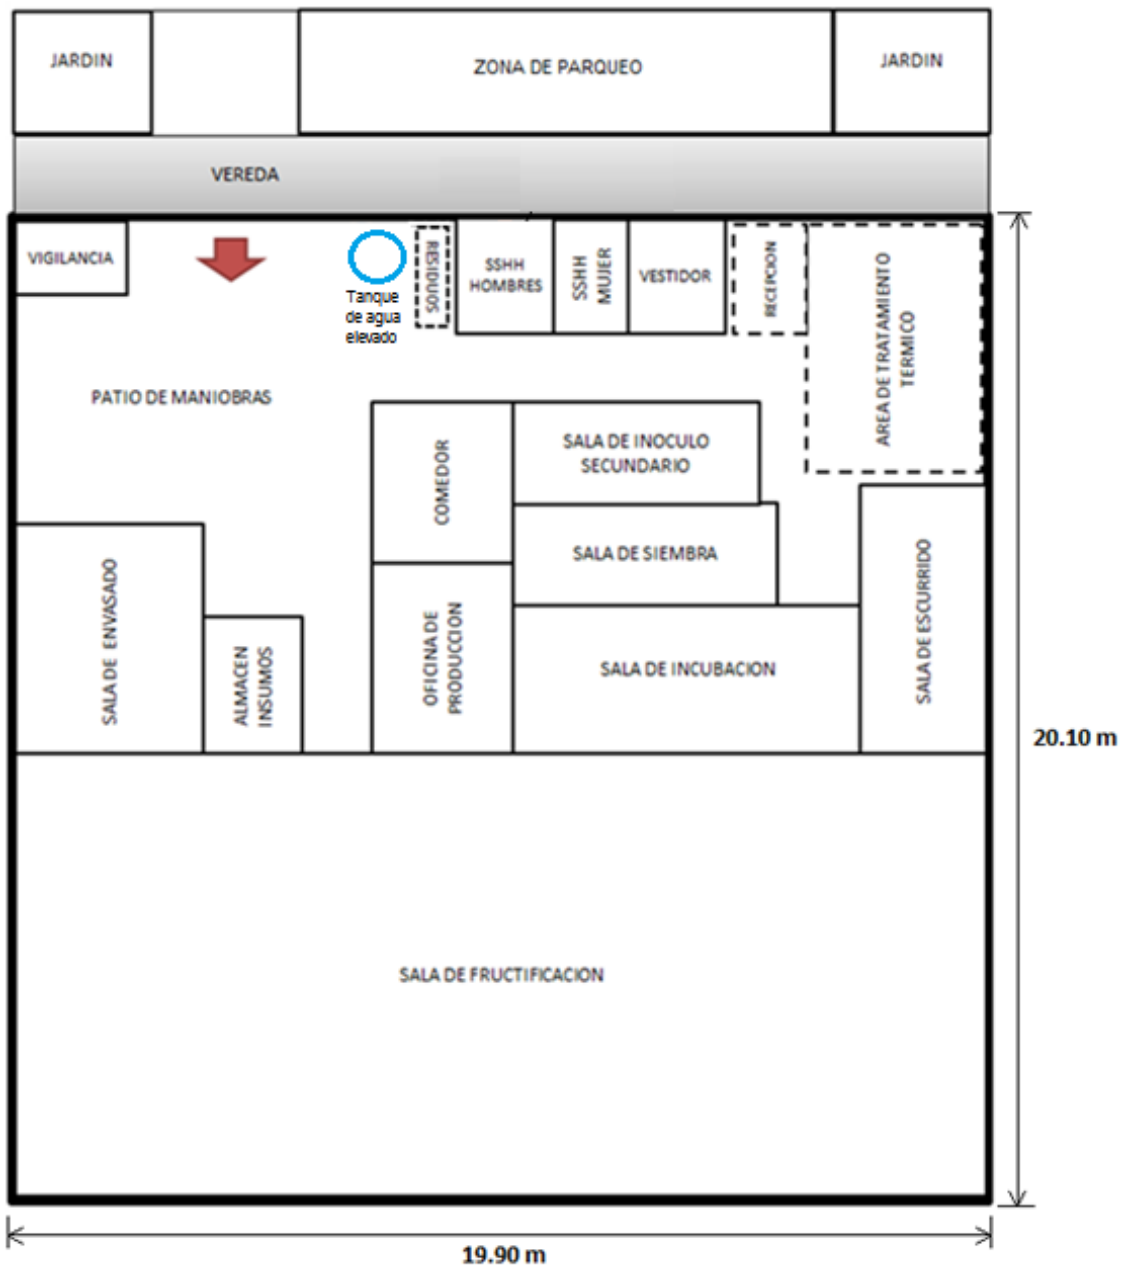 JARDIN
ZONA DE PARQUEO
JARDIN
VEREDA
VIGILANCIA
Tanque
de agua
elevado
RESIDUOS
SSHH
HOMBRES
SSHH
MUJER
VESTIDOR
RECEPCION
AREA DE TRATAMIENTO
TERMICO
PATIO DE MANIOBRAS
COMEDOR
SALA DE INOCULO
SECUNDARIO
SALA DE SIEMBRA
SALA DE ENVASADO
ALMACEN
INSUMOS
OFICINA DE
PRODUCCION
SALA DE INCUBACION
SALA DE ESCURRIDO
20.10 m
SALA DE FRUCTIFICACION
19.90 m